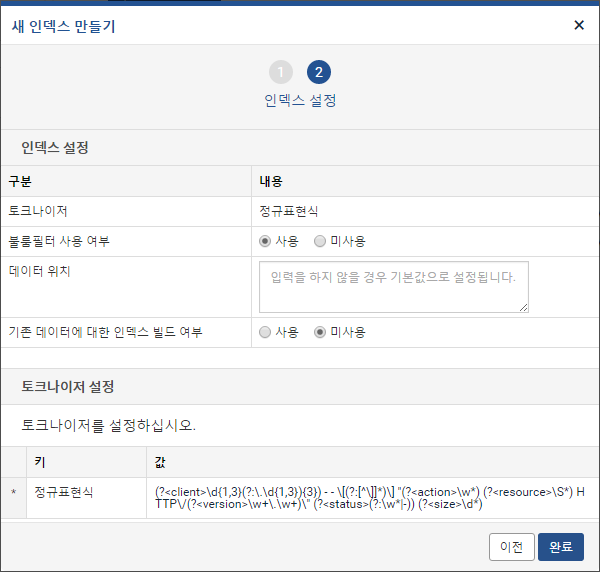 새 인덱스 만들기 ×
1 2
인덱스 설정
인덱스 설정
구분 내용
토크나이저 정규표현식
블룸필터 사용 여부 사용 미사용
데이터 위치 입력을 하지 않을 경우 기본값으로 설정됩니다.
기존 데이터에 대한 인덱스 빌드 여부 사용 미사용
토크나이저 설정
토크나이저를 설정하십시오.
키 값
* 정규표현식 (?<client>\d{1,3}(?:\.\d{1,3}){3}) - - \[(?:[^\]]*)\] "(?<action>\w*) (?<resource>\S*) H
TTP\/(?<version>\w+\.\w+)\" (?<status>(?:\w*|-)) (?<size>\d*)
이전 완료